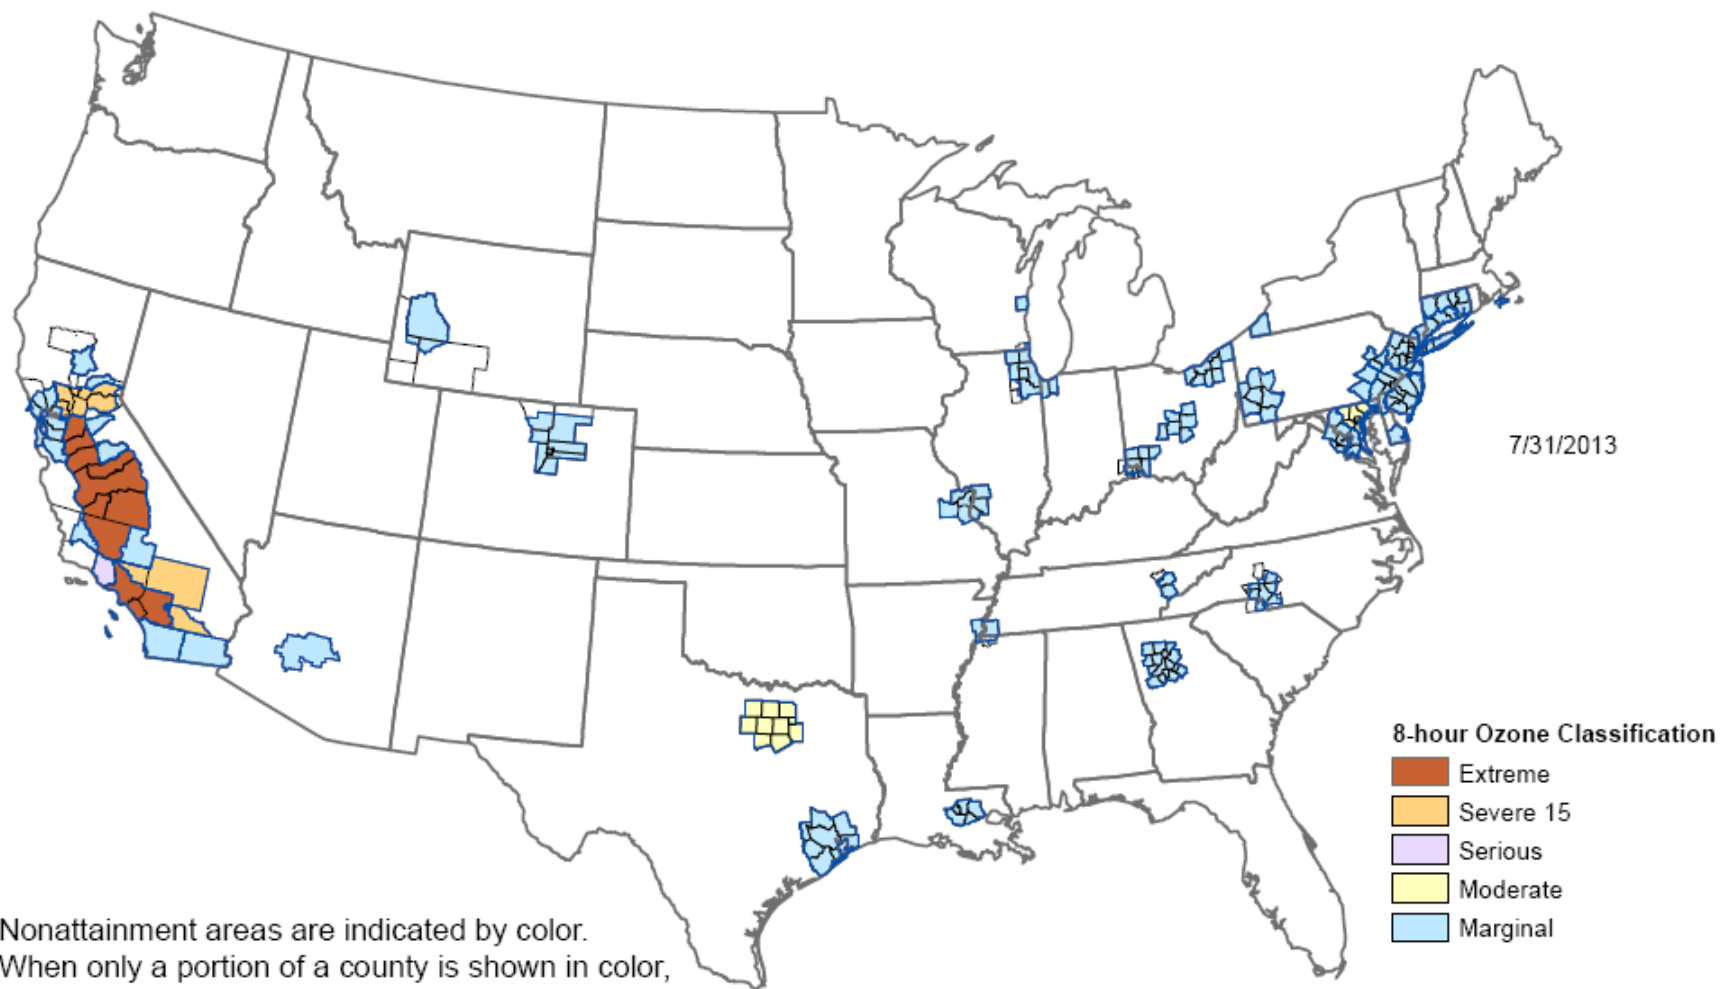 7/31/2013
8-hour Ozone Classification
Extreme
Severe 15
Serious
Moderate
Marginal
Nonattainment areas are indicated by color.
When only a portion of a county is shown in color,